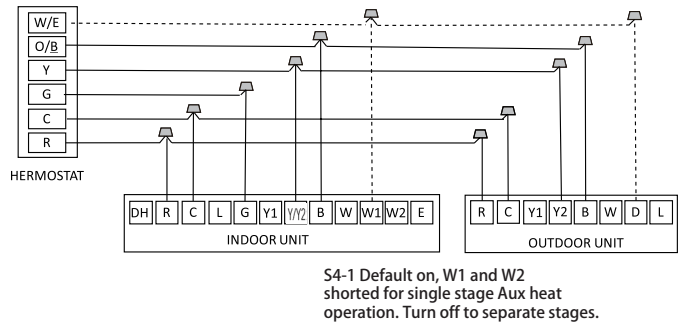 W/E
O/B
Y
G
C
R
HERMOSTAT
DH R C L G Y1 Y/Y2 B W W1 W2 E
INDOOR UNIT
R C Y1 Y2 B W D L
OUTDOOR UNIT
S4-1 Default on, W1 and W2
shorted for single stage Aux heat
operation. Turn off to separate stages.